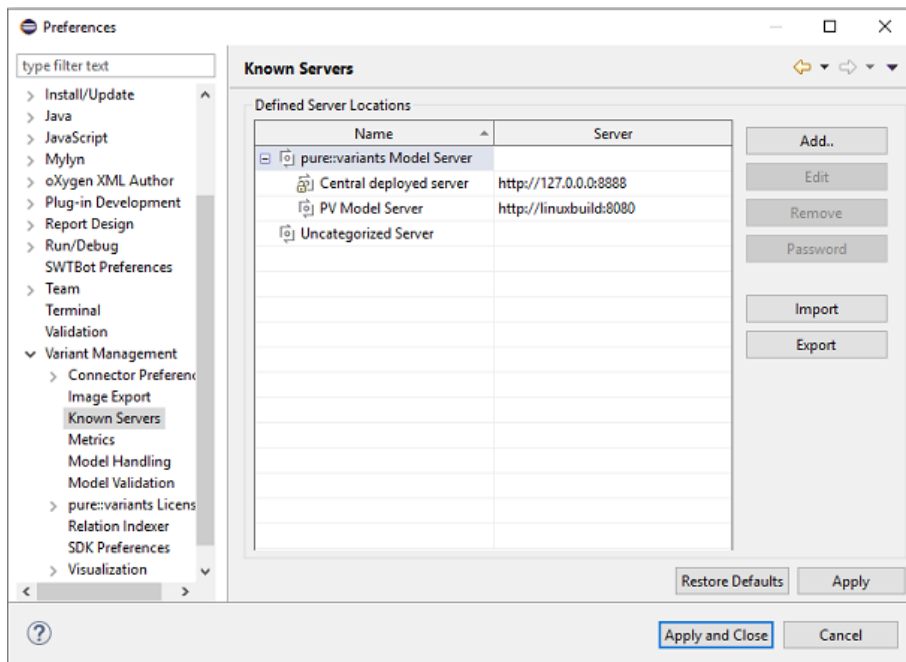 Preferences
type filter text
Install/Update
Java
JavaScript
Mylyn
oXygen XML Author
Plug-in Development
Report Design
Run/Debug
SWTBot Preferences
Team
Terminal
Validation
Variant Management
Connector Preferenc
Image Export
Known Servers
Metrics
Model Handling
Model Validation
pure::variants Licens
Relation Indexer
SDK Preferences
Visualization
Known Servers
Defined Server Locations
Name Server
pure::variants Model Server
Central deployed server http://127.0.0.0:8888
PV Model Server http://linuxbuild:8080
Uncategorized Server
Add..
Edit
Remove
Password
Import
Export
Restore Defaults Apply
? Apply and Close Cancel